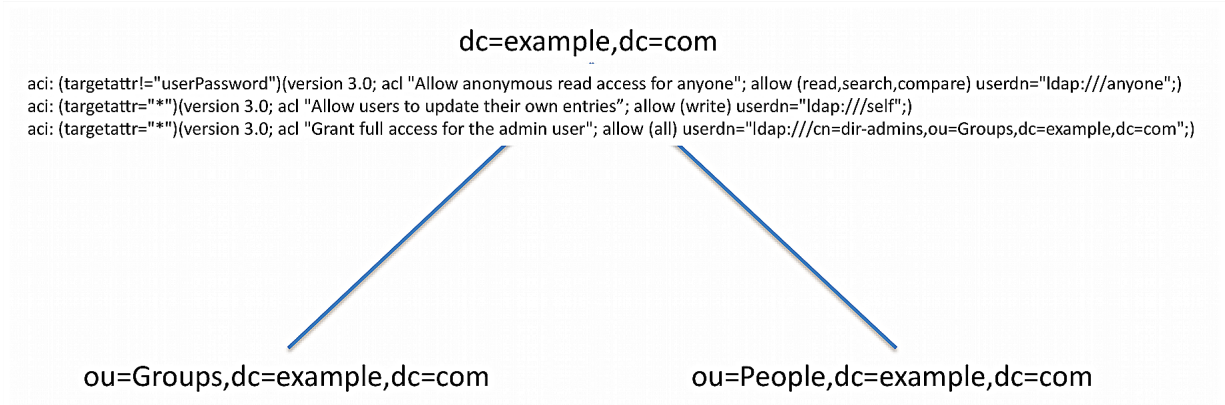 dc=example,dc=com
aci: (targetattr!="userPassword")(version 3.0; acl "Allow anonymous read access for anyone"; allow (read,search,compare) userdn="ldap:///anyone";)
aci: (targetattr="*")(version 3.0; acl "Allow users to update their own entries”; allow (write) userdn="ldap:///self";)
aci: (targetattr="*")(version 3.0; acl "Grant full access for the admin user"; allow (all) userdn="ldap:///cn=dir-admins,ou=Groups,dc=example,dc=com";)
ou=Groups,dc=example,dc=com
ou=People,dc=example,dc=com